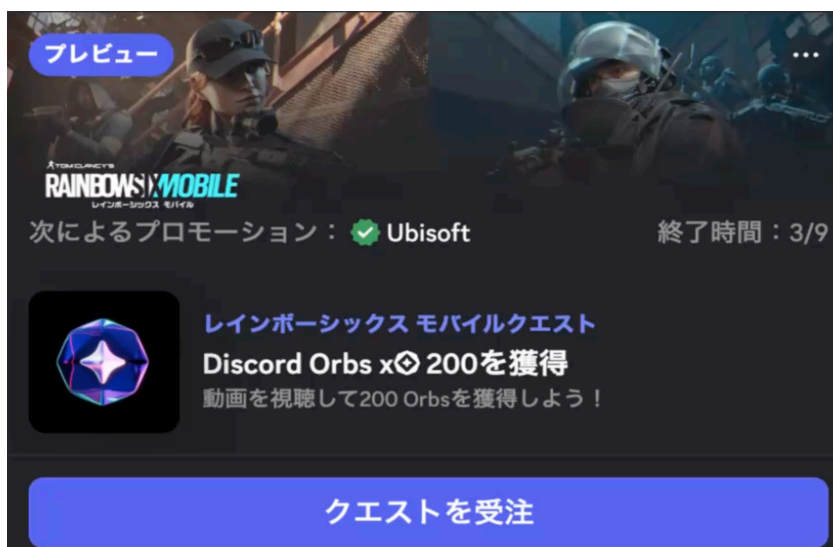 プレビュー
TOM CLANCY'S
RAINBOWSIX MOBILE
レインボーシックス モバイル
次によるプロモーション： Ubisoft 終了時間：3/9
レインボーシックス モバイルクエスト
Discord Orbs x 200を獲得
動画を視聴して200 Orbsを獲得しよう！
クエストを受注